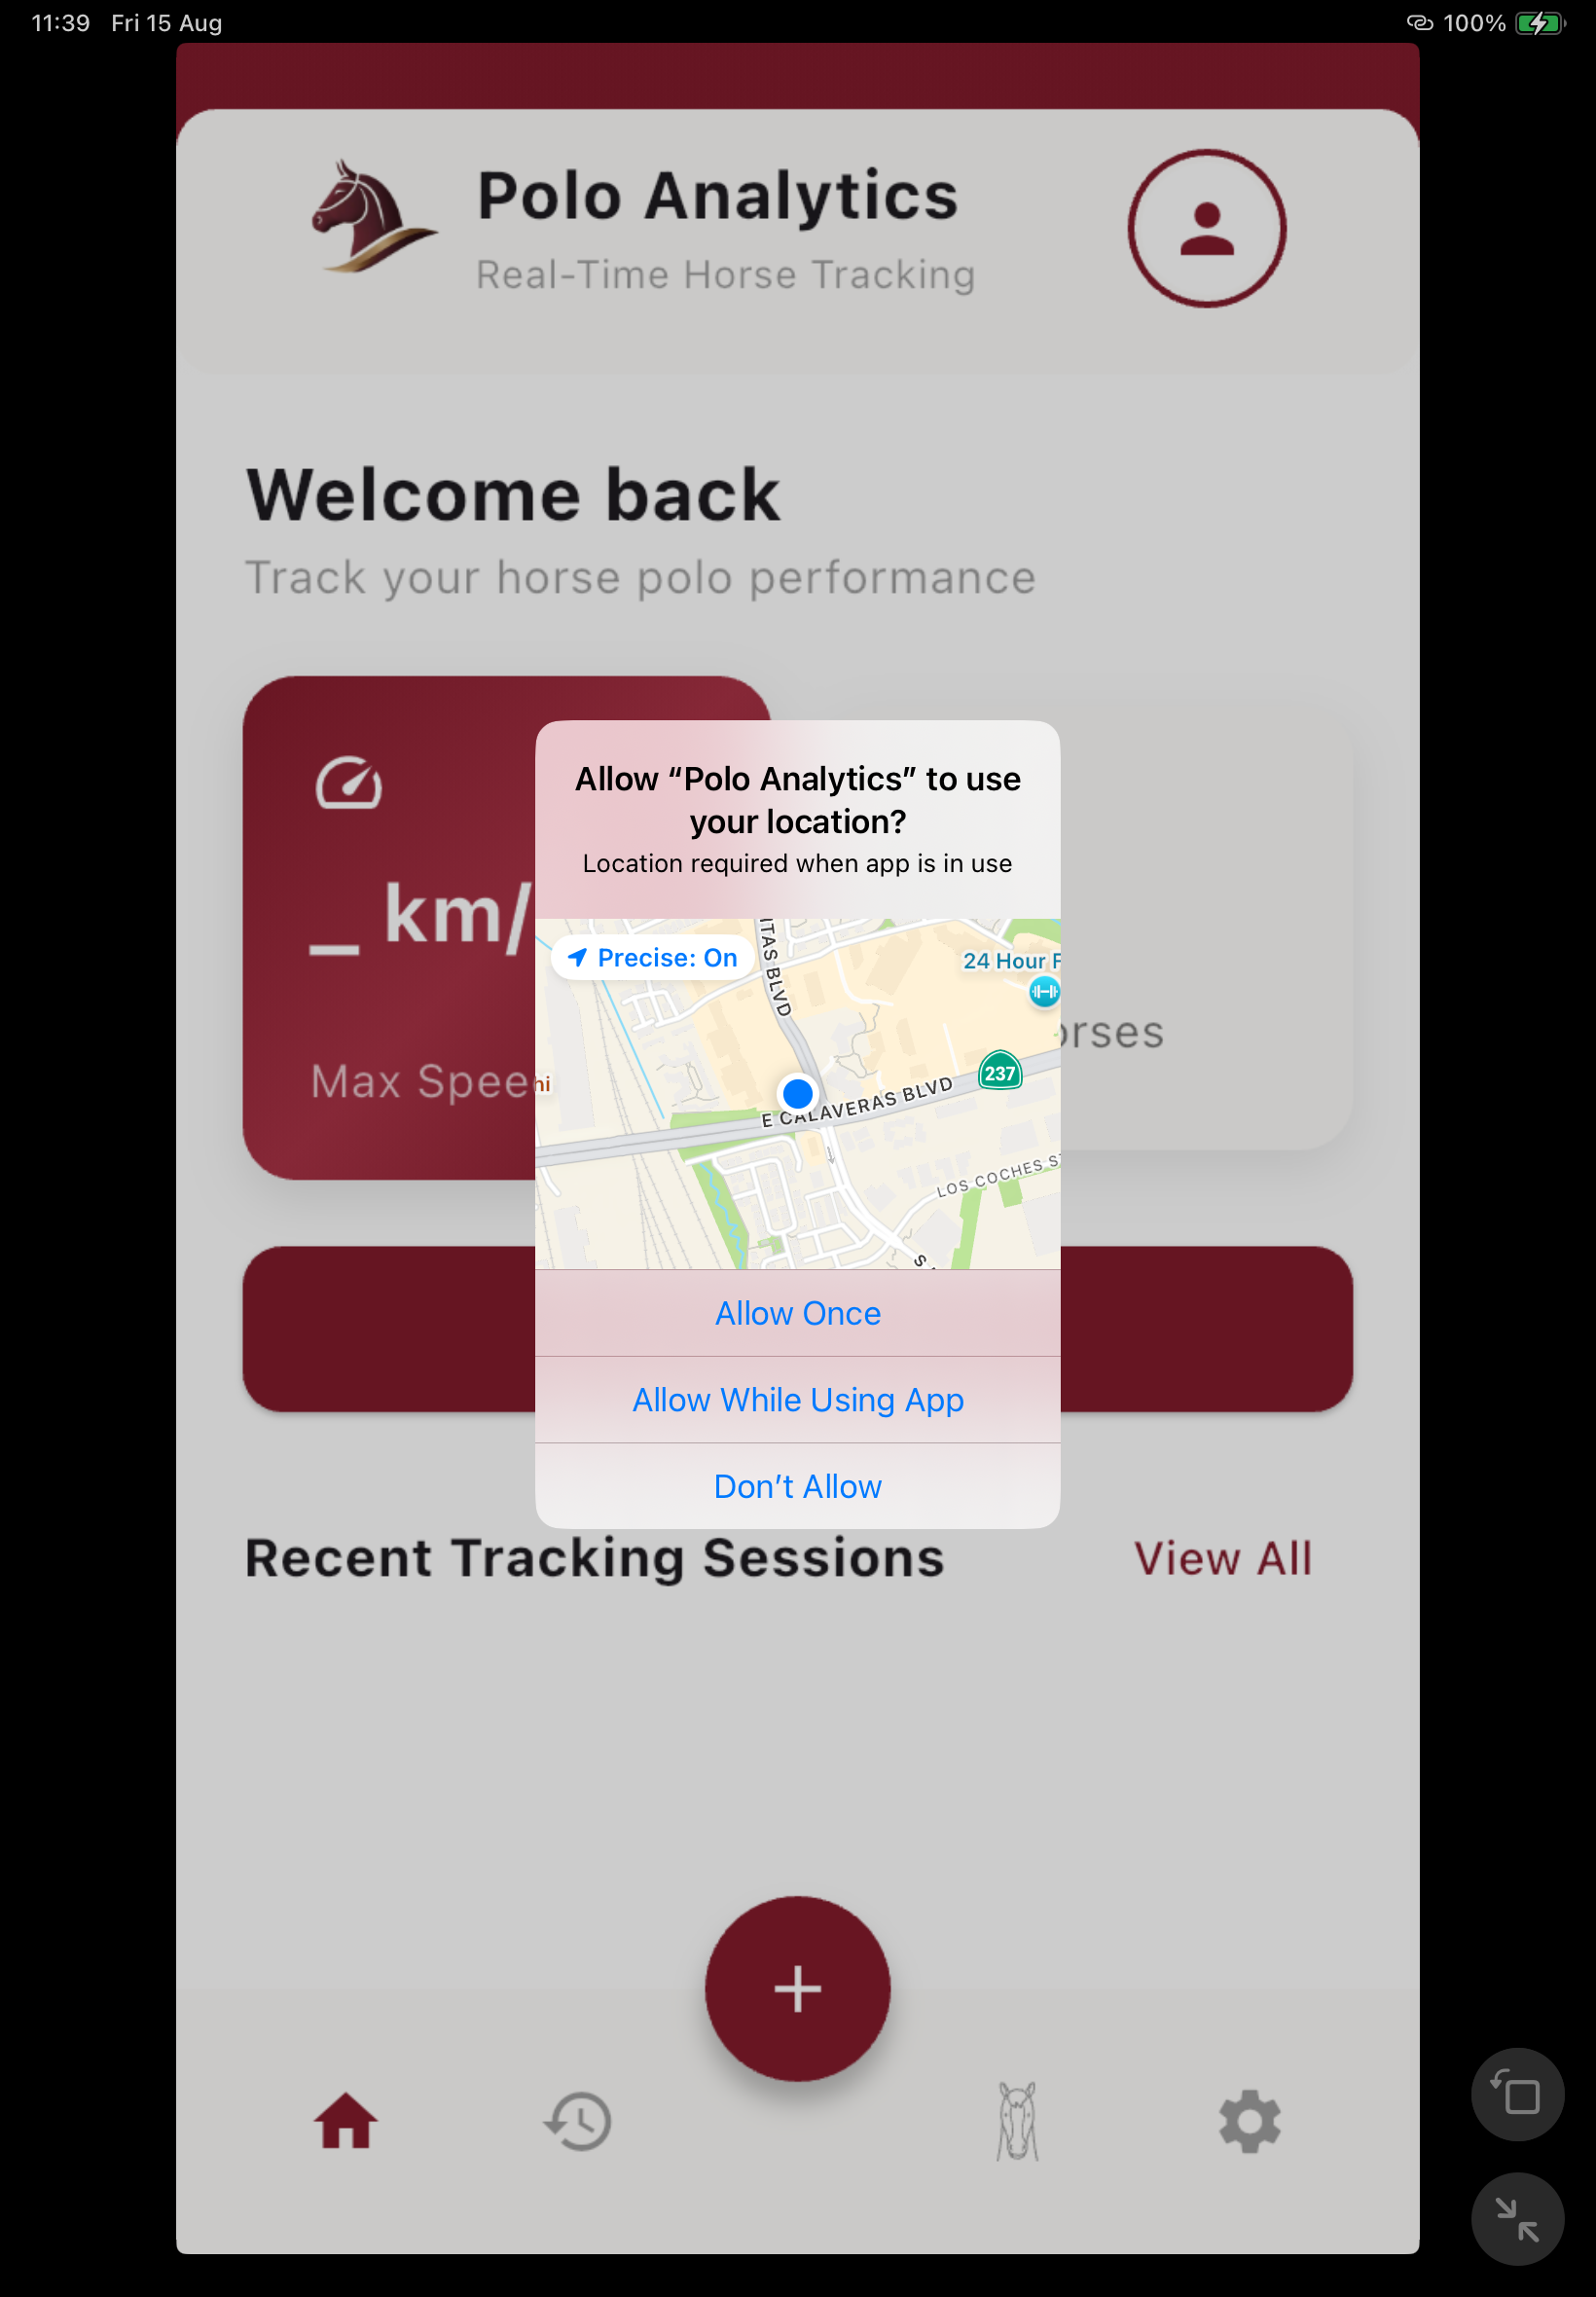 11:39 Fri 15 Aug
100%
Polo Analytics
Real-Time Horse Tracking
Welcome back
Track your horse polo performance
Allow “Polo Analytics” to use
your location?
Location required when app is in use
_ km/
Max Spee
Precise: On
24 Hour F
ITAS BLVD
orses
237
hi
E CALAVERAS BLVD
LOS COCHES ST
S
Allow Once
Allow While Using App
Don’t Allow
Recent Tracking Sessions
View All